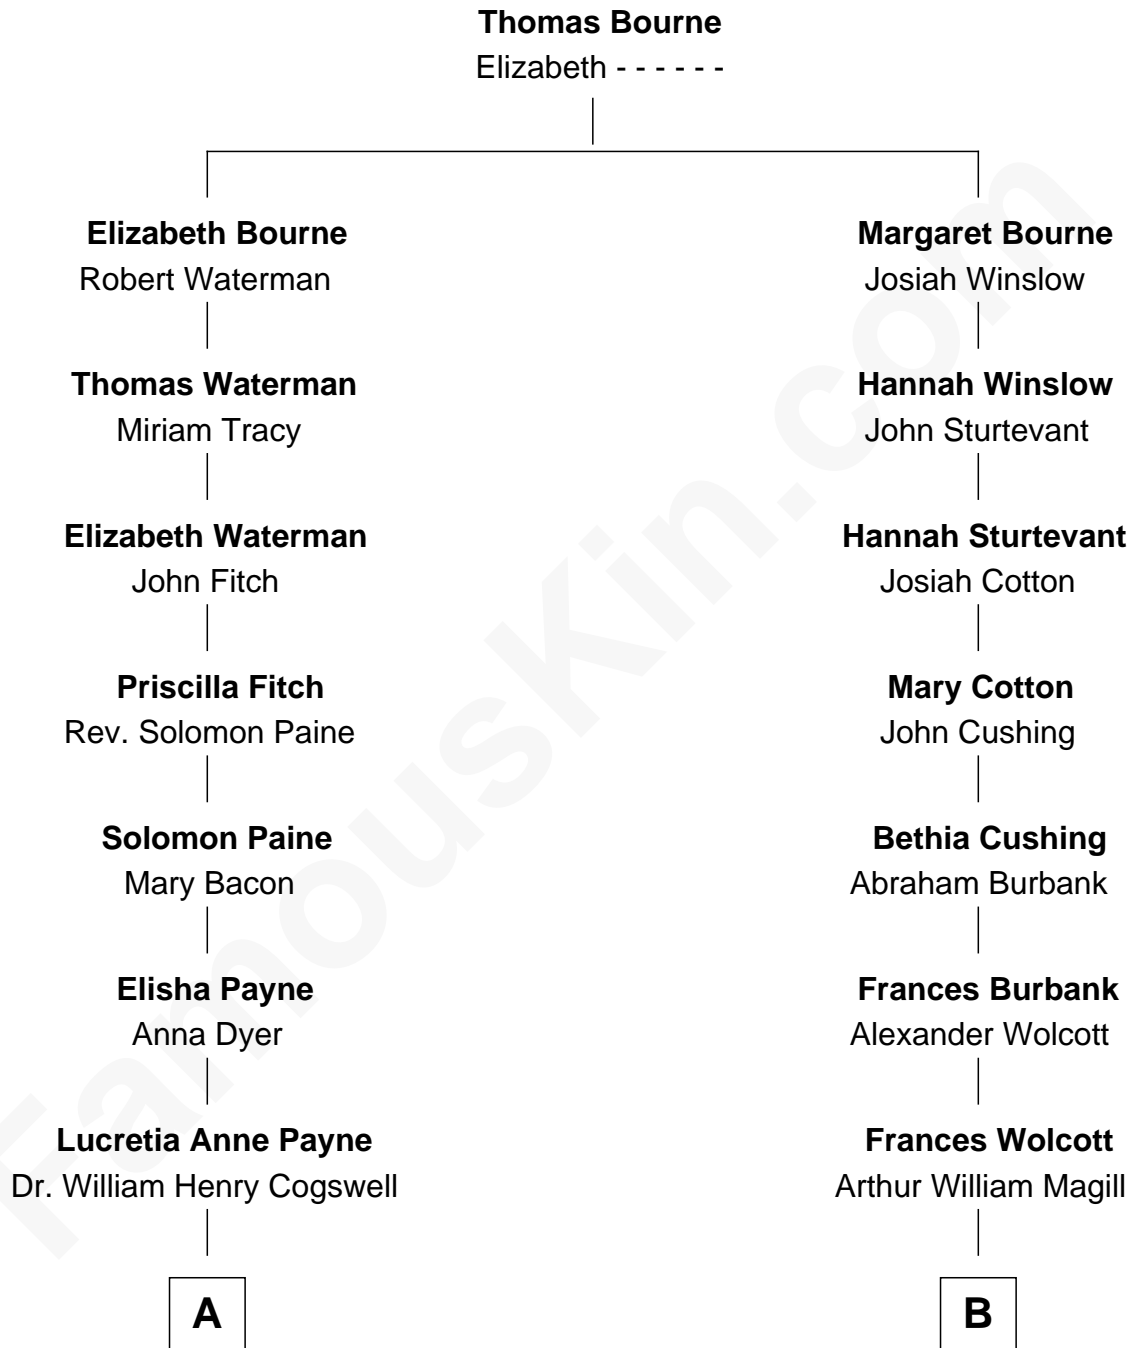 Thomas Bourne
Elizabeth - - - - - -
Elizabeth Bourne
Robert Waterman
Margaret Bourne
Josiah Winslow
Thomas Waterman
Miriam Tracy
Hannah Winslow
John Sturtevant
Elizabeth Waterman
John Fitch
Hannah Sturtevant
Josiah Cotton
Priscilla Fitch
Rev. Solomon Paine
Mary Cotton
John Cushing
Solomon Paine
Mary Bacon
Bethia Cushing
Abraham Burbank
Elisha Payne
Anna Dyer
Frances Burbank
Alexander Wolcott
Lucretia Anne Payne
Dr. William Henry Cogswell
Frances Wolcott
Arthur William Magill
A
B
FamousKin.com